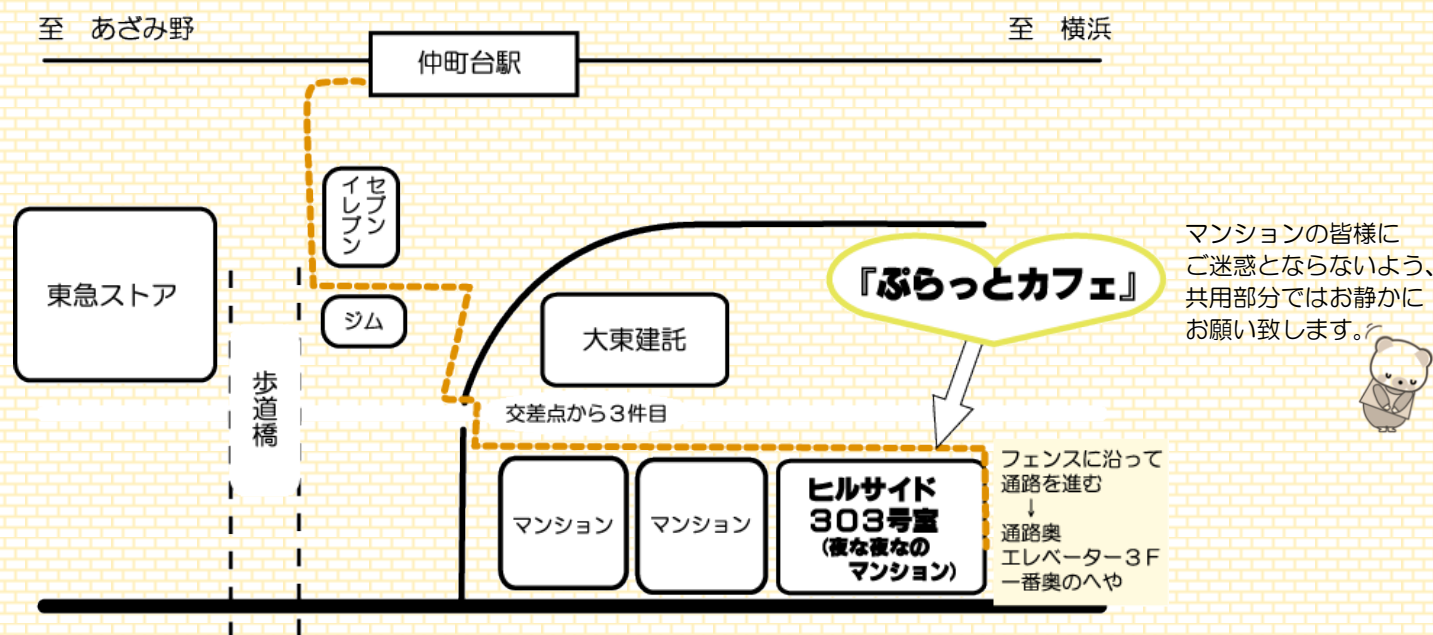 至 あざみ野
至 横浜
仲町台駅
セブン
イレブン
東急ストア
ジム
歩道橋
『ぷらっとカフェ』
マンションの皆様に
ご迷惑とならないよう、
共用部分ではお静かに
お願い致します。
大東建託
交差点から3件目
マンション
マンション
ヒルサイド
303号室
(夜な夜なの
マンション)
フェンスに沿って
通路を進む
↓
通路奥
エレベーター3F
一番奥のへや